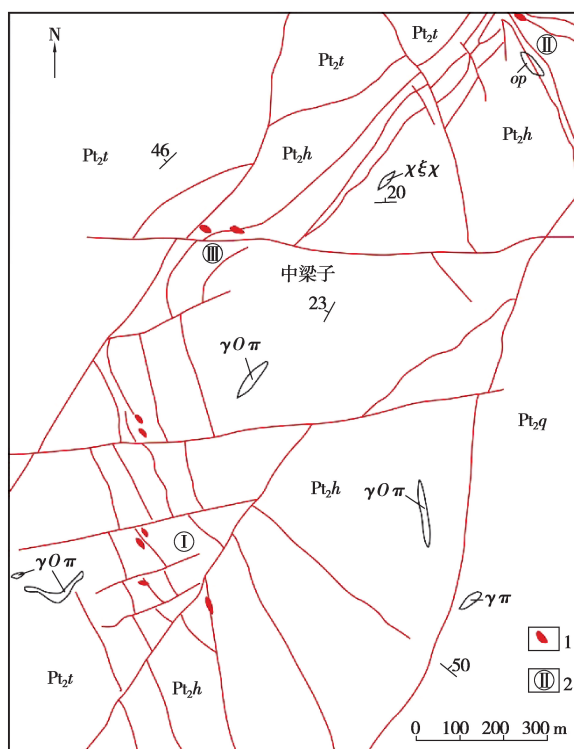 N
Pt₂t
Pt₂t
Ⅱ
op
Pt₂t
46
Pt₂h
Pt₂h
χξχ
20
Ⅲ
中梁子
23
γOπ
Pt₂q
Pt₂h
γOπ
Ⅰ
γOπ
γπ
50
Pt₂t
Pt₂h
1
Ⅱ 2
0 100 200 300 m